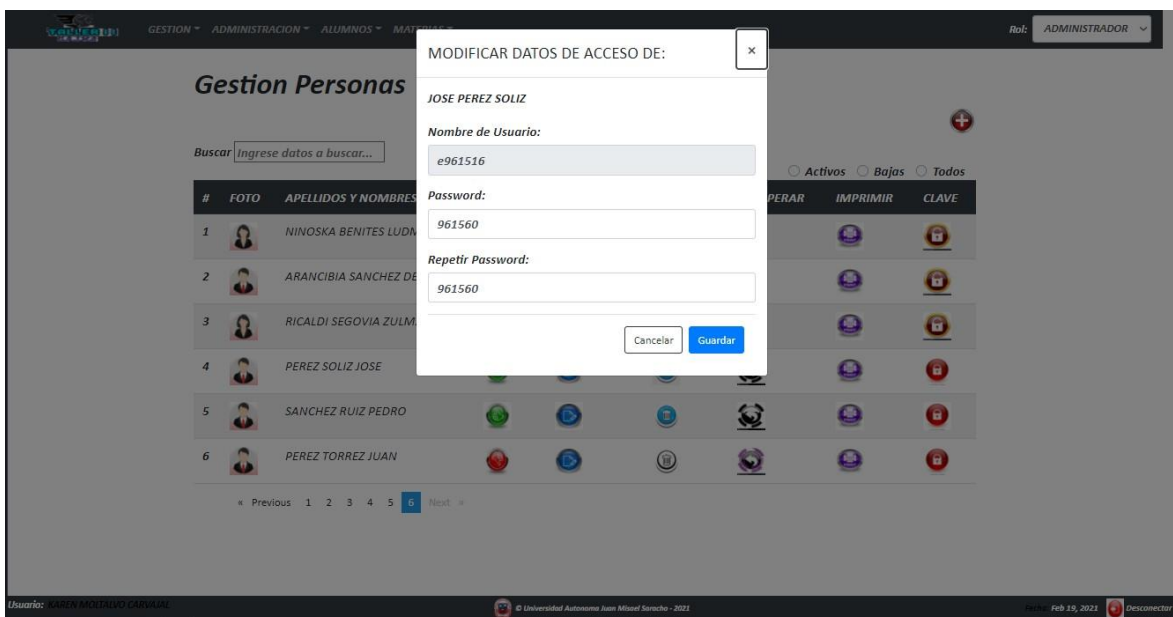 GESTION ADMINISTRACION ALUMNOS
Rol: ADMINISTRADOR
MODIFICAR DATOS DE ACCESO DE: ×
Gestion Personas
JOSE PEREZ SOLIZ
Nombre de Usuario:
e961516
Buscar Ingrese datos a buscar...
Activos Bajas Todos
# FOTO APELLIDOS Y NOMBRES PERAR IMPRIMIR CLAVE
Password:
961560
1 NINOSKA BENITES
Repetir Password:
961560
2 ARANCIBIA SANCHEZ
3 RICALDI SEGOVIA
Cancelar Guardar
4 PEREZ SOLIZ JOSE
5 SANCHEZ RUIZ PEDRO
6 PEREZ TORREZ JUAN
« Previous 1 2 3 4 5 6 Next »
Usuario: KAREN CARVAJAL
© Universidad Autonoma Juan Misael Saracho - 2021
Fecha: Feb 19, 2021 Desconectar